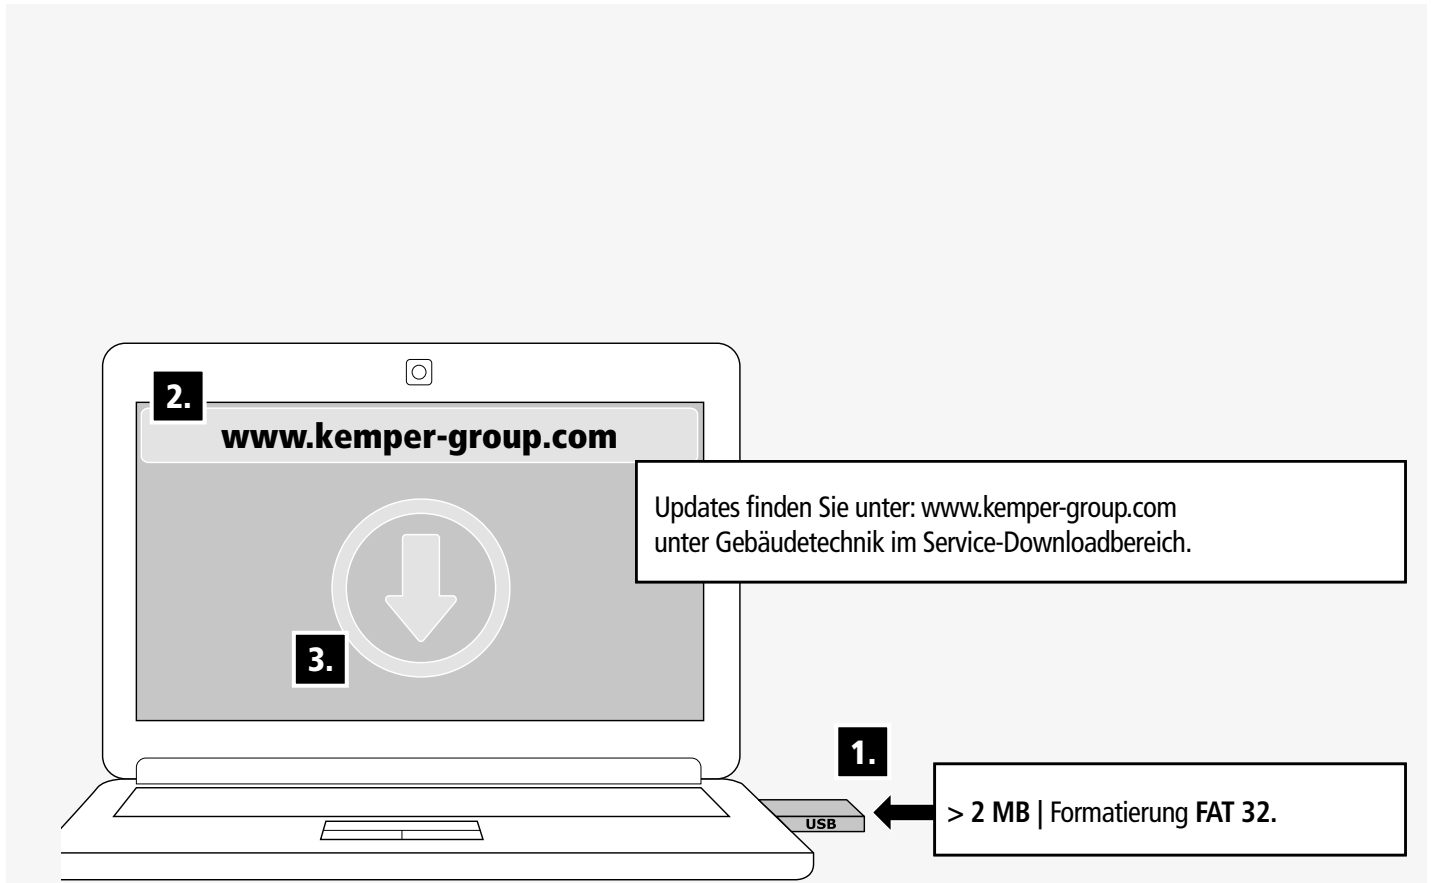 2.
www.kemper-group.com
Updates finden Sie unter: www.kemper-group.com
unter Gebäudetechnik im Service-Downloadbereich.
3.
1.
> 2 MB | Formatierung FAT 32.
USB